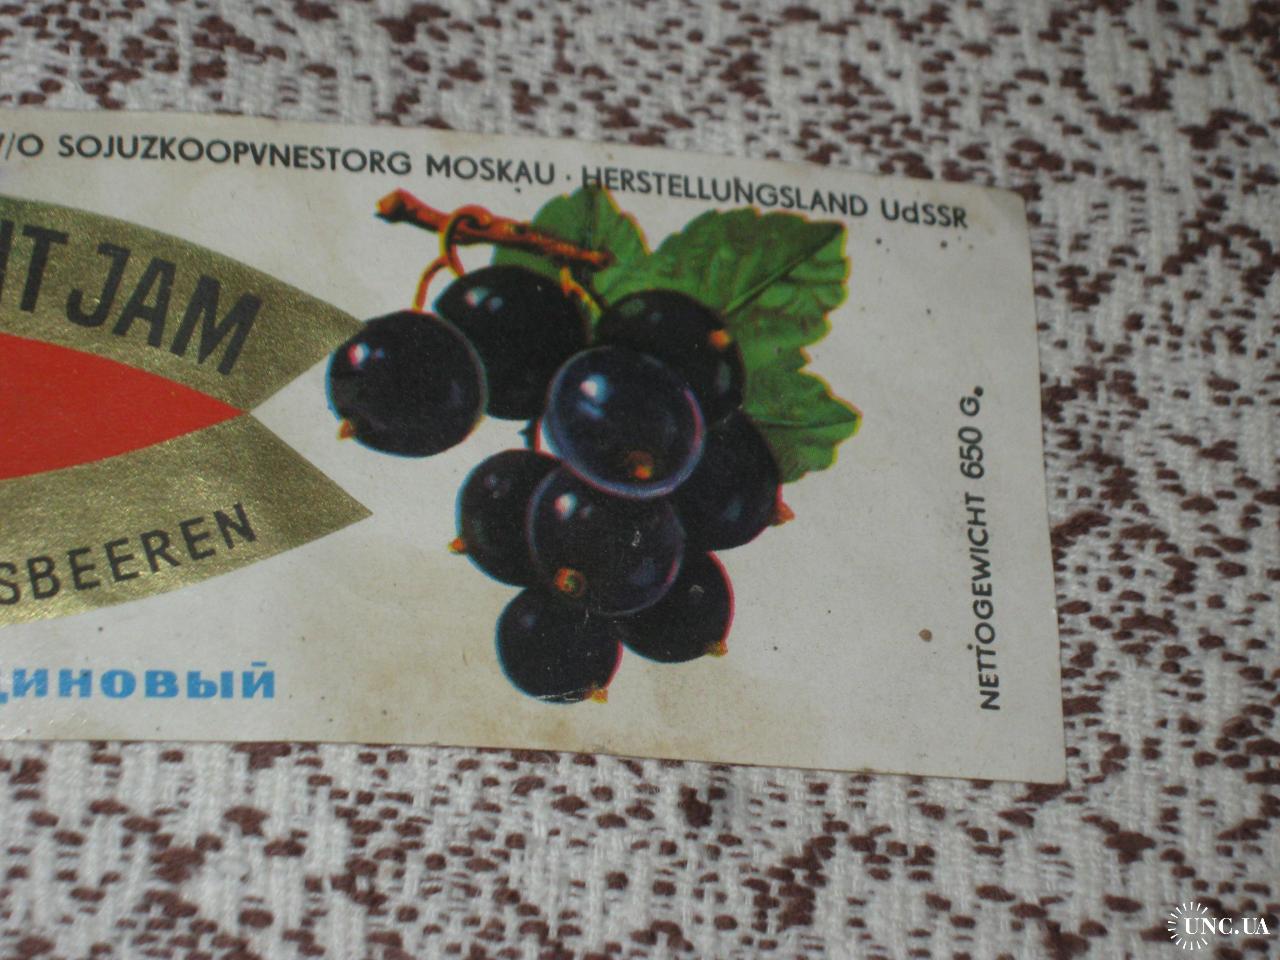 V/O SOJUZKOOPVNESTORG MOSKAU · HERSTELLUNGSLAND UdSSR
JAM
SBEEREN
диновый
NETTOGEWICHT 650 G.
UNC.UA